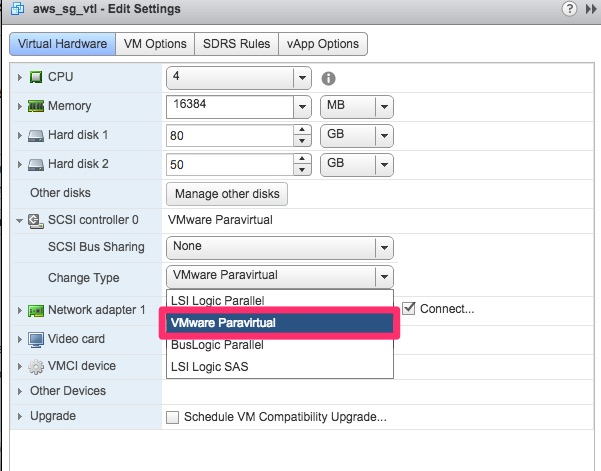 aws_sg_vtl - Edit Settings
Virtual Hardware VM Options SDRS Rules vApp Options
CPU 4
Memory 16384 MB
Hard disk 1 80 GB
Hard disk 2 50 GB
Other disks Manage other disks
SCSI controller 0 VMware Paravirtual
SCSI Bus Sharing None
Change Type VMware Paravirtual
LSI Logic Parallel
Network adapter 1 Connect...
VMware Paravirtual
Video card BusLogic Parallel
VMCI device LSI Logic SAS
Other Devices
Upgrade Schedule VM Compatibility Upgrade...